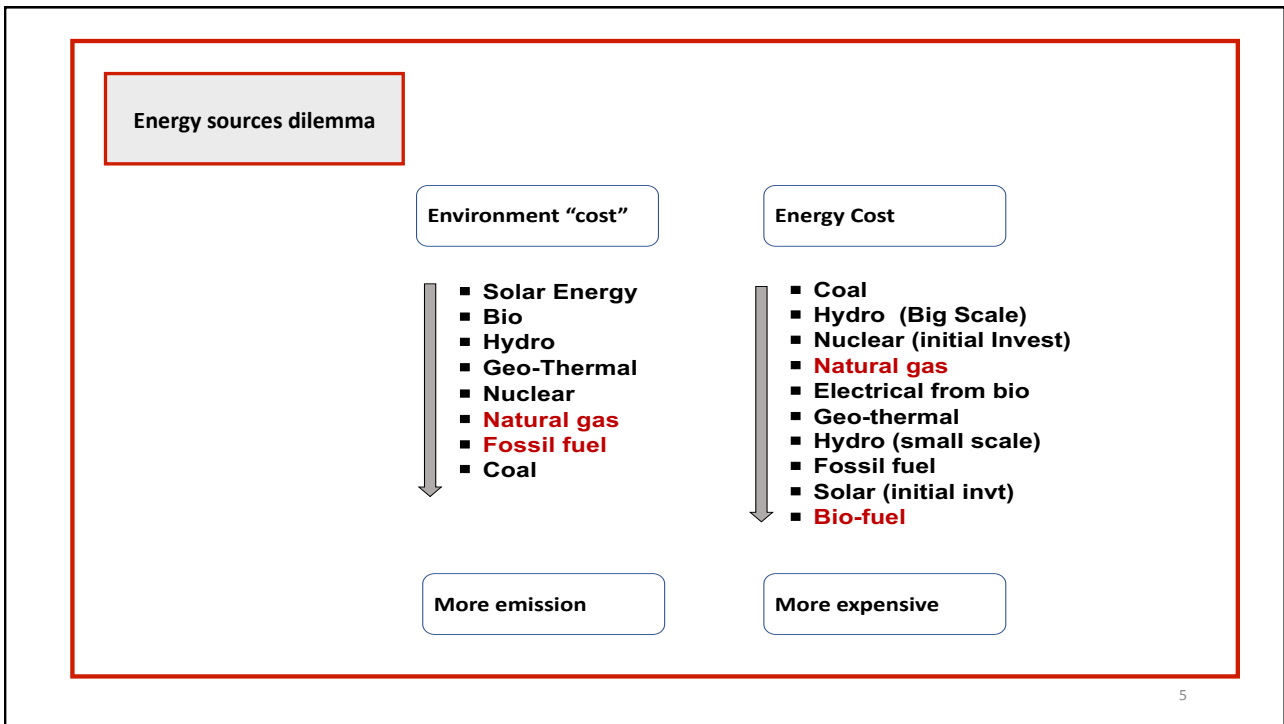 Energy sources dilemma
Environment “cost”
Solar Energy
Bio
Hydro
Geo-Thermal
Nuclear
Natural gas
Fossil fuel
Coal
More emission
Energy Cost
Coal
Hydro (Big Scale)
Nuclear (initial Invest)
Natural gas
Electrical from bio
Geo-thermal
Hydro (small scale)
Fossil fuel
Solar (initial invt)
Bio-fuel
More expensive
5